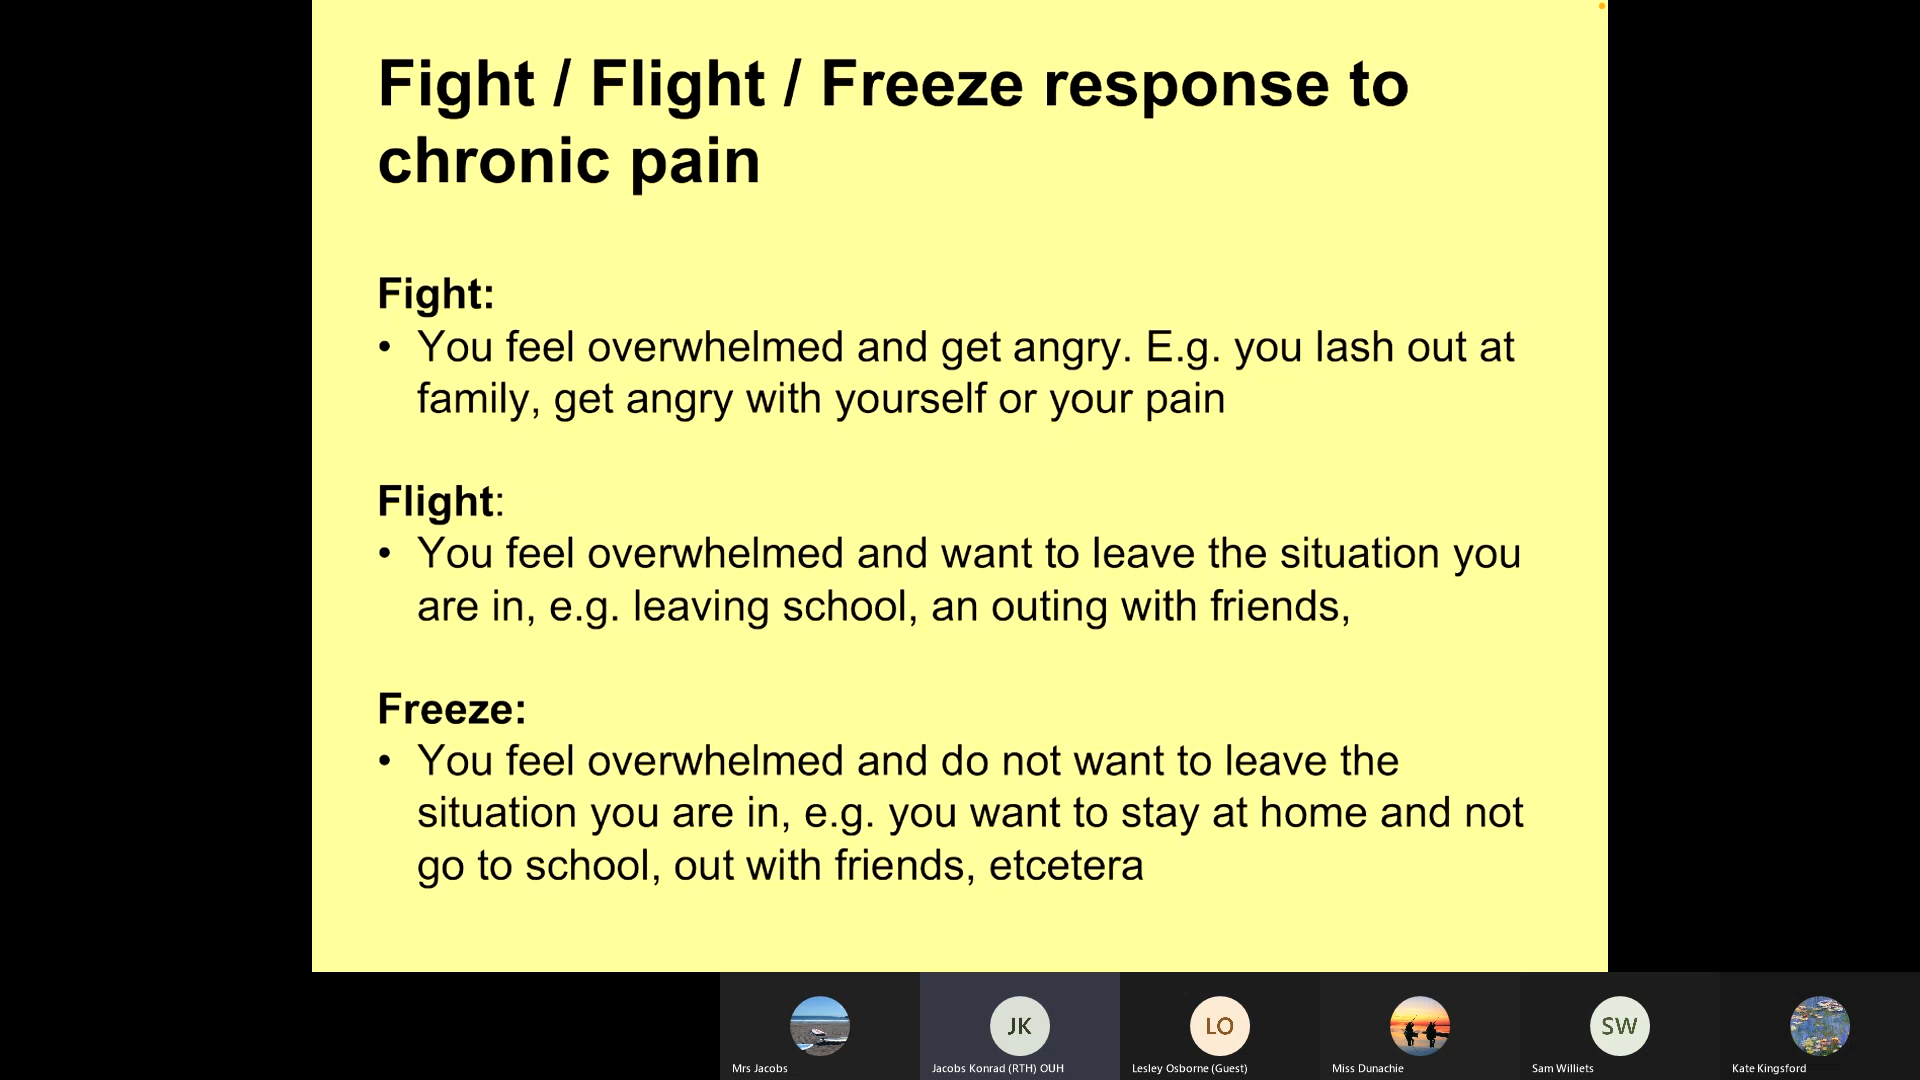 Fight / Flight / Freeze response to
chronic pain
Fight:
• You feel overwhelmed and get angry. E.g. you lash out at
family, get angry with yourself or your pain
Flight:
• You feel overwhelmed and want to leave the situation you
are in, e.g. leaving school, an outing with friends,
Freeze:
• You feel overwhelmed and do not want to leave the
situation you are in, e.g. you want to stay at home and not
go to school, out with friends, etcetera
JK
LO
SW
Mrs Jacobs
Jacobs Konrad (RTH) OUH
Lesley Osborne (Guest)
Miss Dunachie
Sam Williets
Kate Kingsford